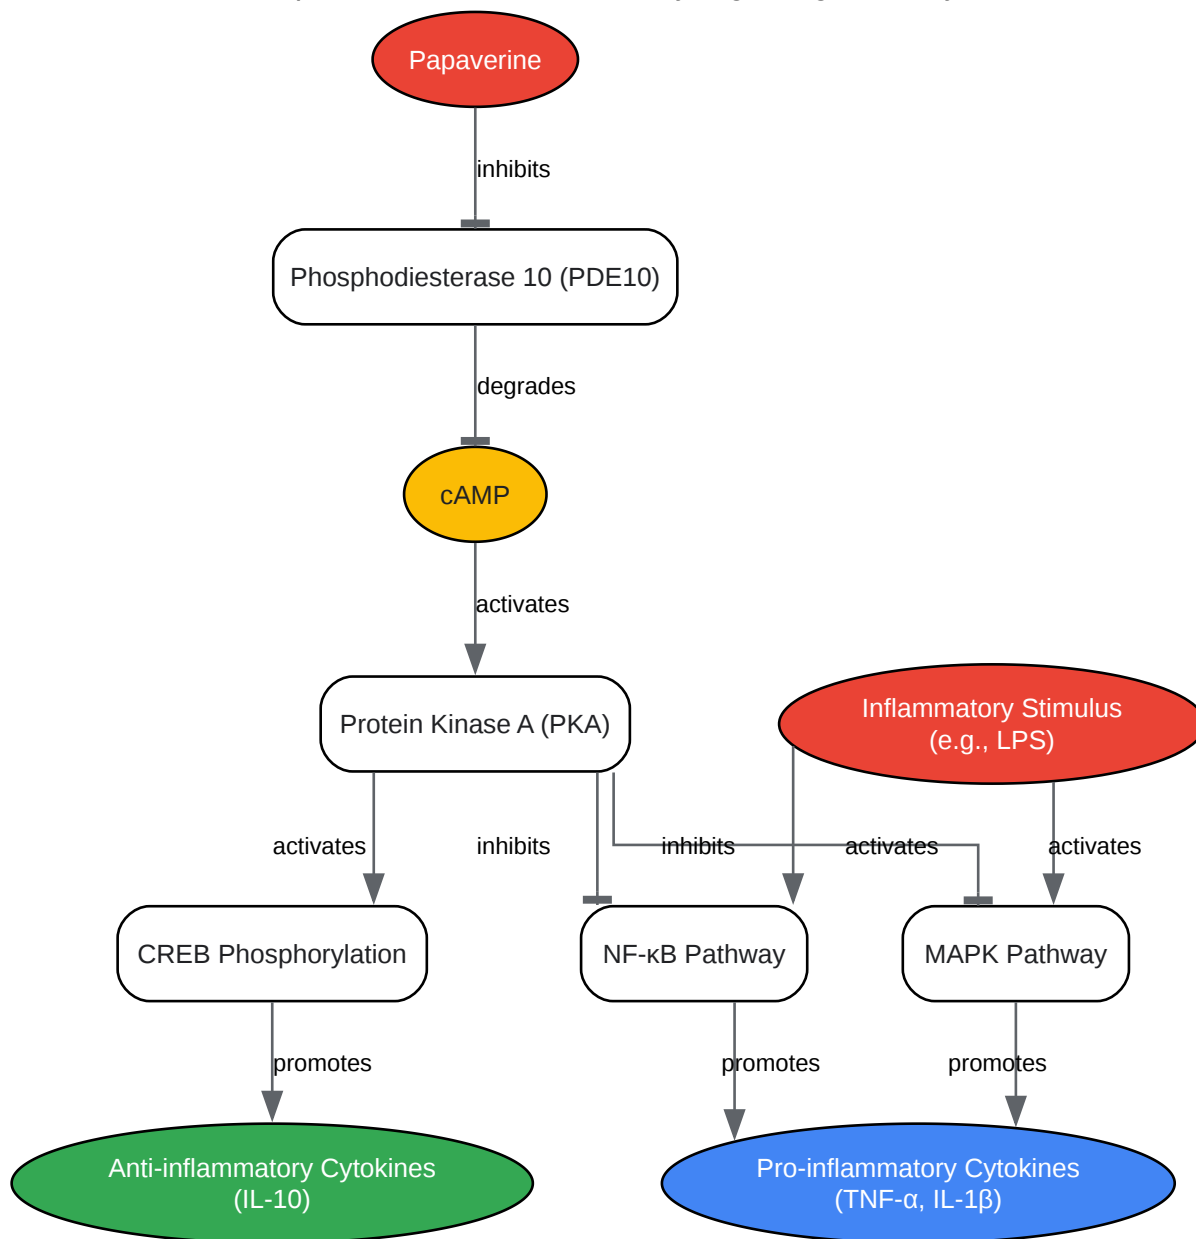 Papaverine
inhibits
Phosphodiesterase 10 (PDE10)
degrades
cAMP
activates
Protein Kinase A (PKA)
Inflammatory Stimulus
(e.g., LPS)
activates
inhibits
inhibits
activates
activates
CREB Phosphorylation
NF-κB Pathway
MAPK Pathway
promotes
promotes
promotes
Anti-inflammatory Cytokines
(IL-10)
Pro-inflammatory Cytokines
(TNF-α, IL-1β)